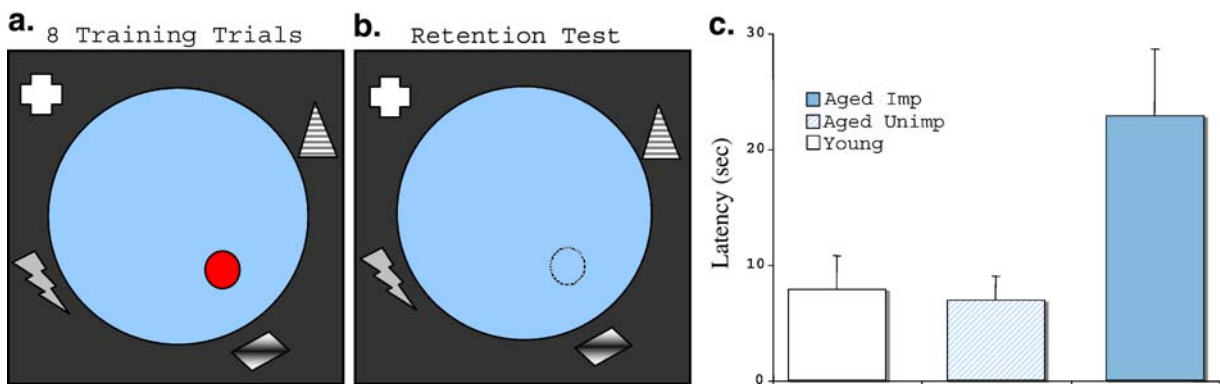 a.
8 Training Trials
b.
Retention Test
c.
30
20
10
0
Latency (sec)
Aged Imp
Aged Unimp
Young